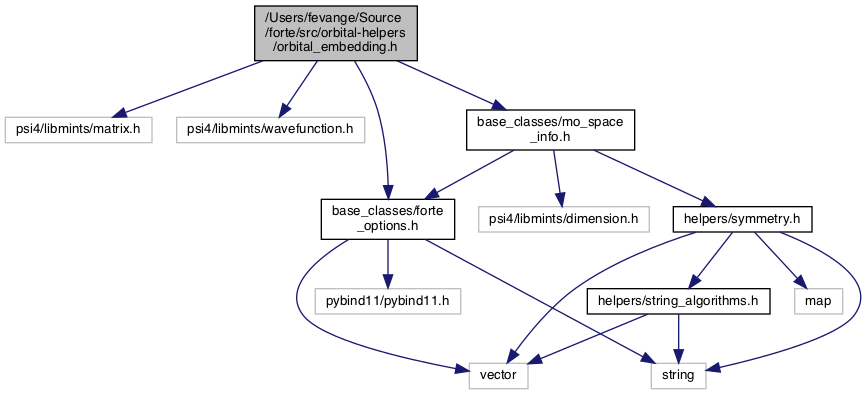 /Users/fevange/Source
/forte/src/orbital-helpers
/orbital_embedding.h
psi4/libmints/matrix.h
psi4/libmints/wavefunction.h
base_classes/mo_space
_info.h
base_classes/forte
_options.h
psi4/libmints/dimension.h
helpers/symmetry.h
pybind11/pybind11.h
helpers/string_algorithms.h
map
vector
string